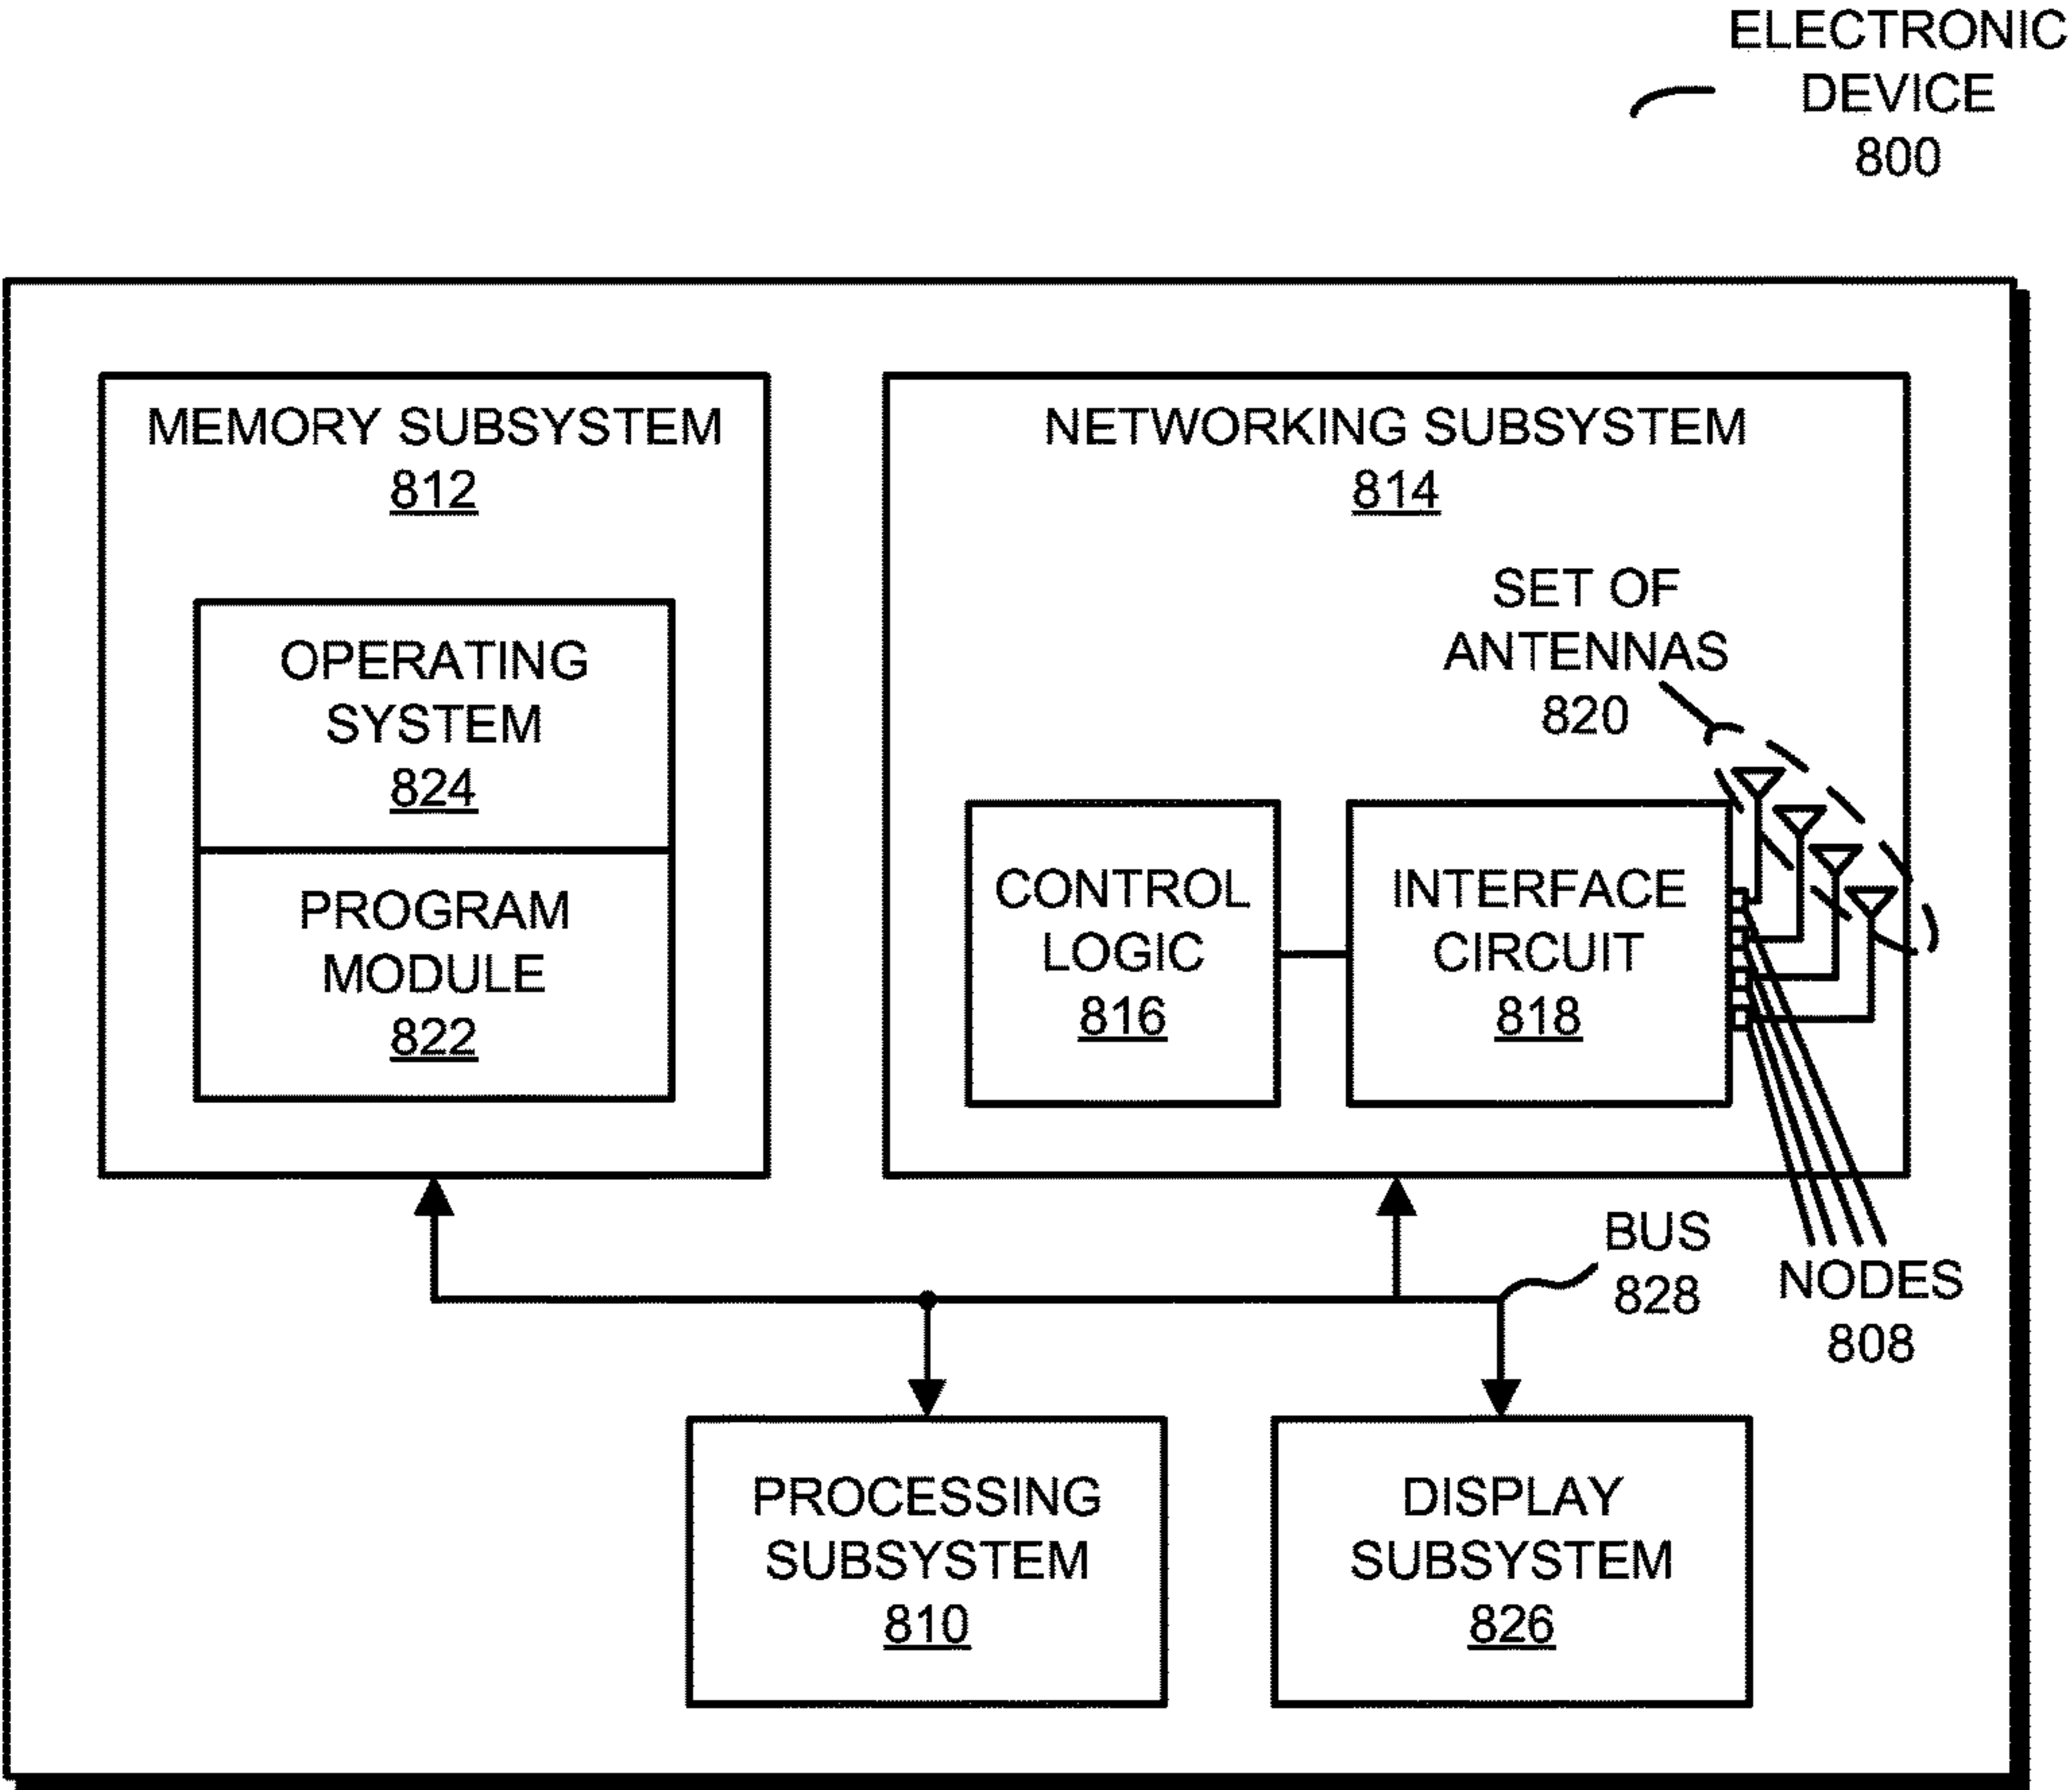 ELECTRONIC
DEVICE
800
MEMORY SUBSYSTEM
812
OPERATING
SYSTEM
824
PROGRAM
MODULE
822
NETWORKING SUBSYSTEM
814
SET OF
ANTENNAS
820
CONTROL
LOGIC
816
INTERFACE
CIRCUIT
818
BUS
828
NODES
808
PROCESSING
SUBSYSTEM
810
DISPLAY
SUBSYSTEM
826